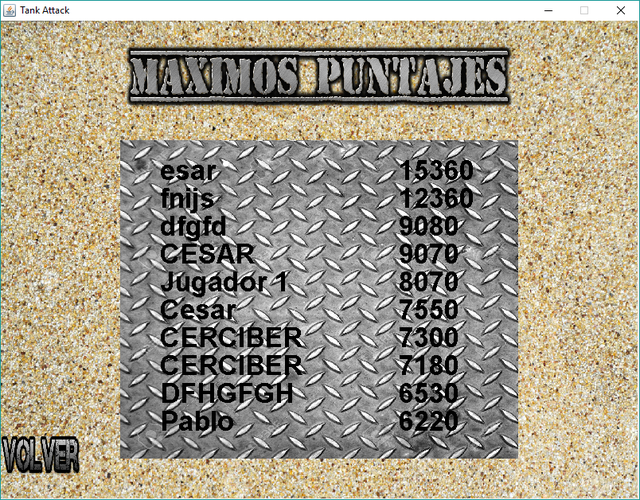 Tank Attack
MAXIMOS PUNTAJES
esar 15360
fnijs 12360
dfgfd 9080
CESAR 9070
Jugador 1 8070
Cesar 7550
CERCIBER 7300
CERCIBER 7180
DFHGFGH 6530
Pablo 6220
VOLVER